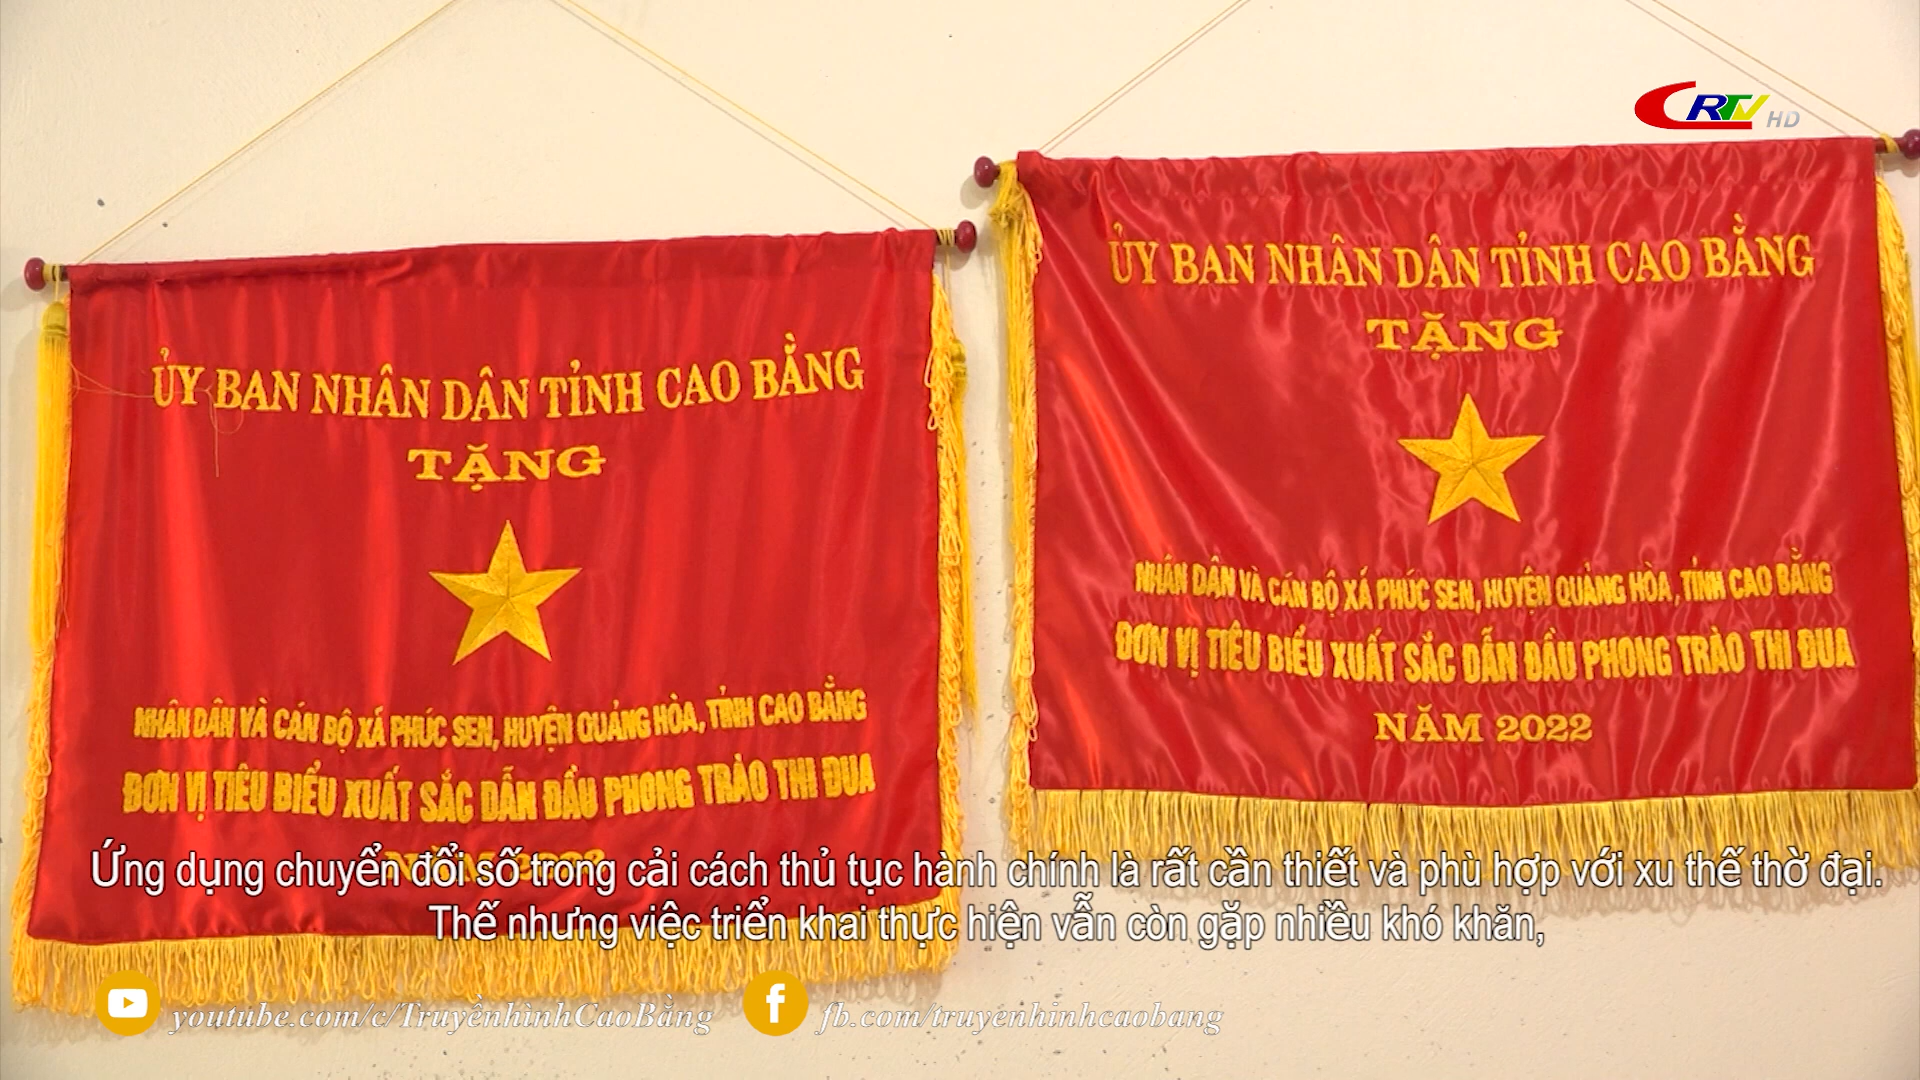 CRTV HD
ỦY BAN NHÂN DÂN TỈNH CAO BẰNG
TẶNG
NHÂN DÂN VÀ CÁN BỘ XÃ PHÚC SEN, HUYỆN QUẢNG HÒA, TỈNH CAO BẰNG
ĐƠN VỊ TIÊU BIỂU XUẤT SẮC DẪN ĐẦU PHONG TRÀO THI ĐUA
ỦY BAN NHÂN DÂN TỈNH CAO BẰNG
TẶNG
NHÂN DÂN VÀ CÁN BỘ XÃ PHÚC SEN, HUYỆN QUẢNG HÒA, TỈNH CAO BẰNG
ĐƠN VỊ TIÊU BIỂU XUẤT SẮC DẪN ĐẦU PHONG TRÀO THI ĐUA
NĂM 2022
Ứng dụng chuyển đổi số trong cải cách thủ tục hành chính là rất cần thiết và phù hợp với xu thế thờ đại.
Thế nhưng việc triển khai thực hiện vẫn còn gặp nhiều khó khăn,
youtube.com/c/TruyềnhìnhCaoBằng
fb.com/truyenhinhcaobang